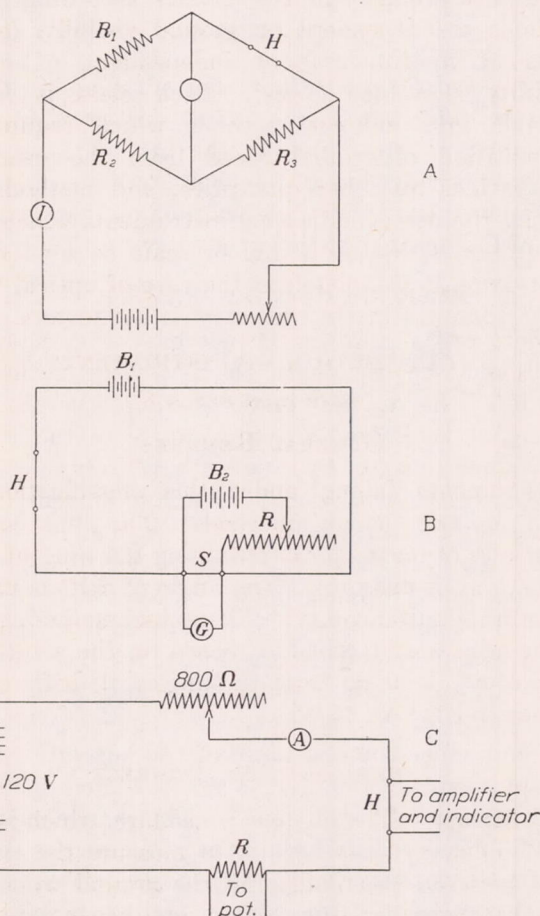 R₁
H
R₂
R₃
A
I
B₁
H
B₂
R
S
B
G
800 Ω
A
C
120 V
H
To amplifier
and indicator
R
To
pot.